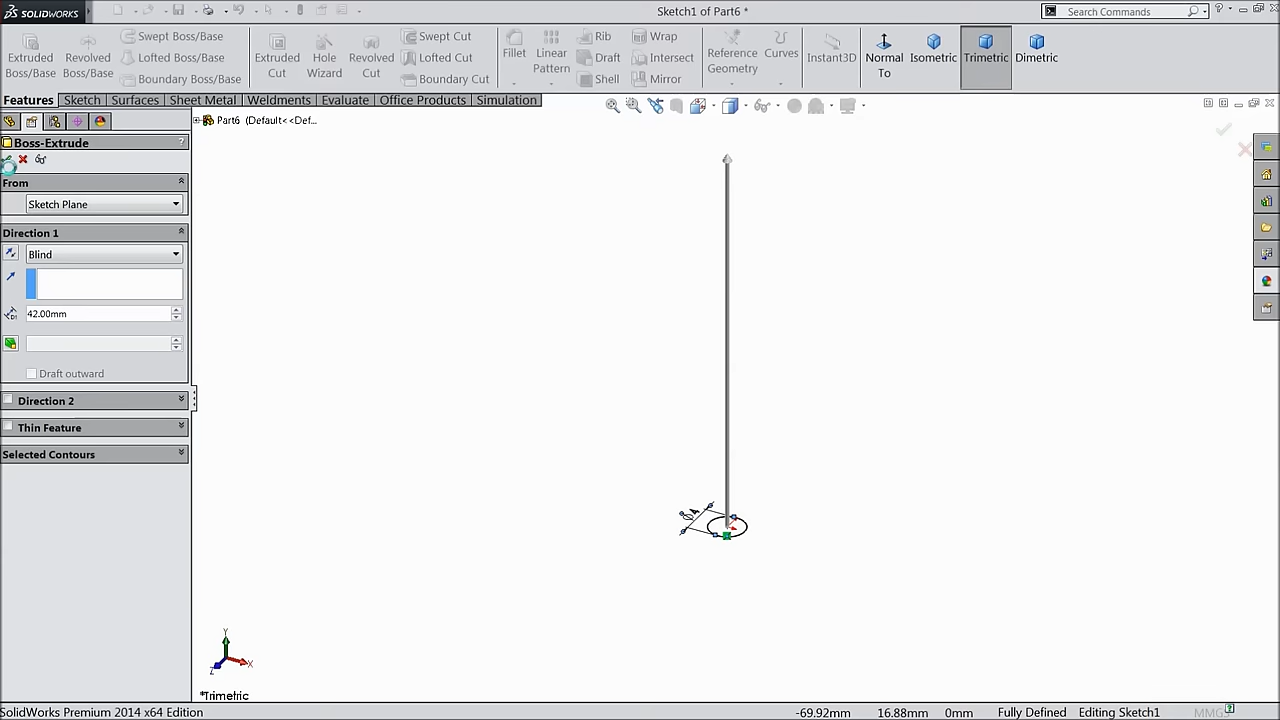 SOLIDWORKS
Sketch1 of Part6 *
Search Commands
Extruded Boss/Base
Revolved Boss/Base
Swept Boss/Base
Lofted Boss/Base
Boundary Boss/Base
Extruded Cut
Hole Wizard
Revolved Cut
Swept Cut
Lofted Cut
Boundary Cut
Fillet
Linear Pattern
Rib
Draft
Shell
Wrap
Intersect
Mirror
Reference Geometry
Curves
Instant3D
Normal To
Isometric
Trimetric
Dimetric
Features Sketch Surfaces Sheet Metal Weldments Evaluate Office Products Simulation
Part6 (Default<<Def...
Boss-Extrude ?
From
Sketch Plane
Direction 1
Blind
42.00mm
D1
Draft outward
Direction 2
Thin Feature
Selected Contours
∅4
Y
X
Z
*Trimetric
SolidWorks Premium 2014 x64 Edition -69.92mm 16.88mm 0mm Fully Defined Editing Sketch1 MMGS